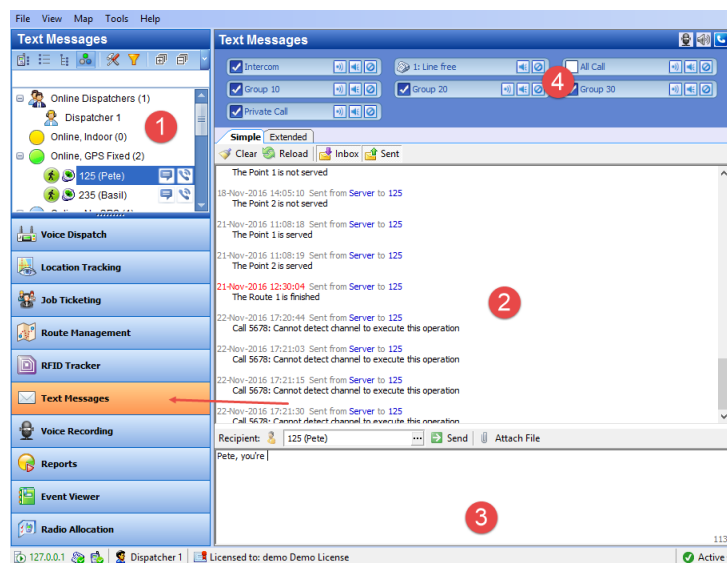 File View Map Tools Help
Text Messages
Online Dispatchers (1)
Dispatcher 1
1
Online, Indoor (0)
Online, GPS Fixed (2)
125 (Pete)
235 (Basil)
Voice Dispatch
Location Tracking
Job Ticketing
Route Management
RFID Tracker
Text Messages
Voice Recording
Reports
Event Viewer
Radio Allocation
Text Messages
Intercom 1: Line free All Call
4
Group 10 Group 20 Group 30
Private Call
Simple Extended
Clear Reload Inbox Sent
The Point 1 is not served
18-Nov-2016 14:05:10 Sent from Server to 125
The Point 2 is not served
21-Nov-2016 11:08:18 Sent from Server to 125
The Point 1 is served
21-Nov-2016 11:08:19 Sent from Server to 125
The Point 2 is served
21-Nov-2016 12:30:04 Sent from Server to 125
The Route 1 is finished
2
22-Nov-2016 17:20:44 Sent from Server to 125
Call 5678: Cannot detect channel to execute this operation
22-Nov-2016 17:21:03 Sent from Server to 125
Call 5678: Cannot detect channel to execute this operation
22-Nov-2016 17:21:15 Sent from Server to 125
Call 5678: Cannot detect channel to execute this operation
22-Nov-2016 17:21:30 Sent from Server to 125
Call 5678: Cannot detect channel to execute this operation
Recipient: 125 (Pete) ... Send Attach File
Pete, you're
3
113
127.0.0.1 Dispatcher 1 Licensed to: demo Demo License Active